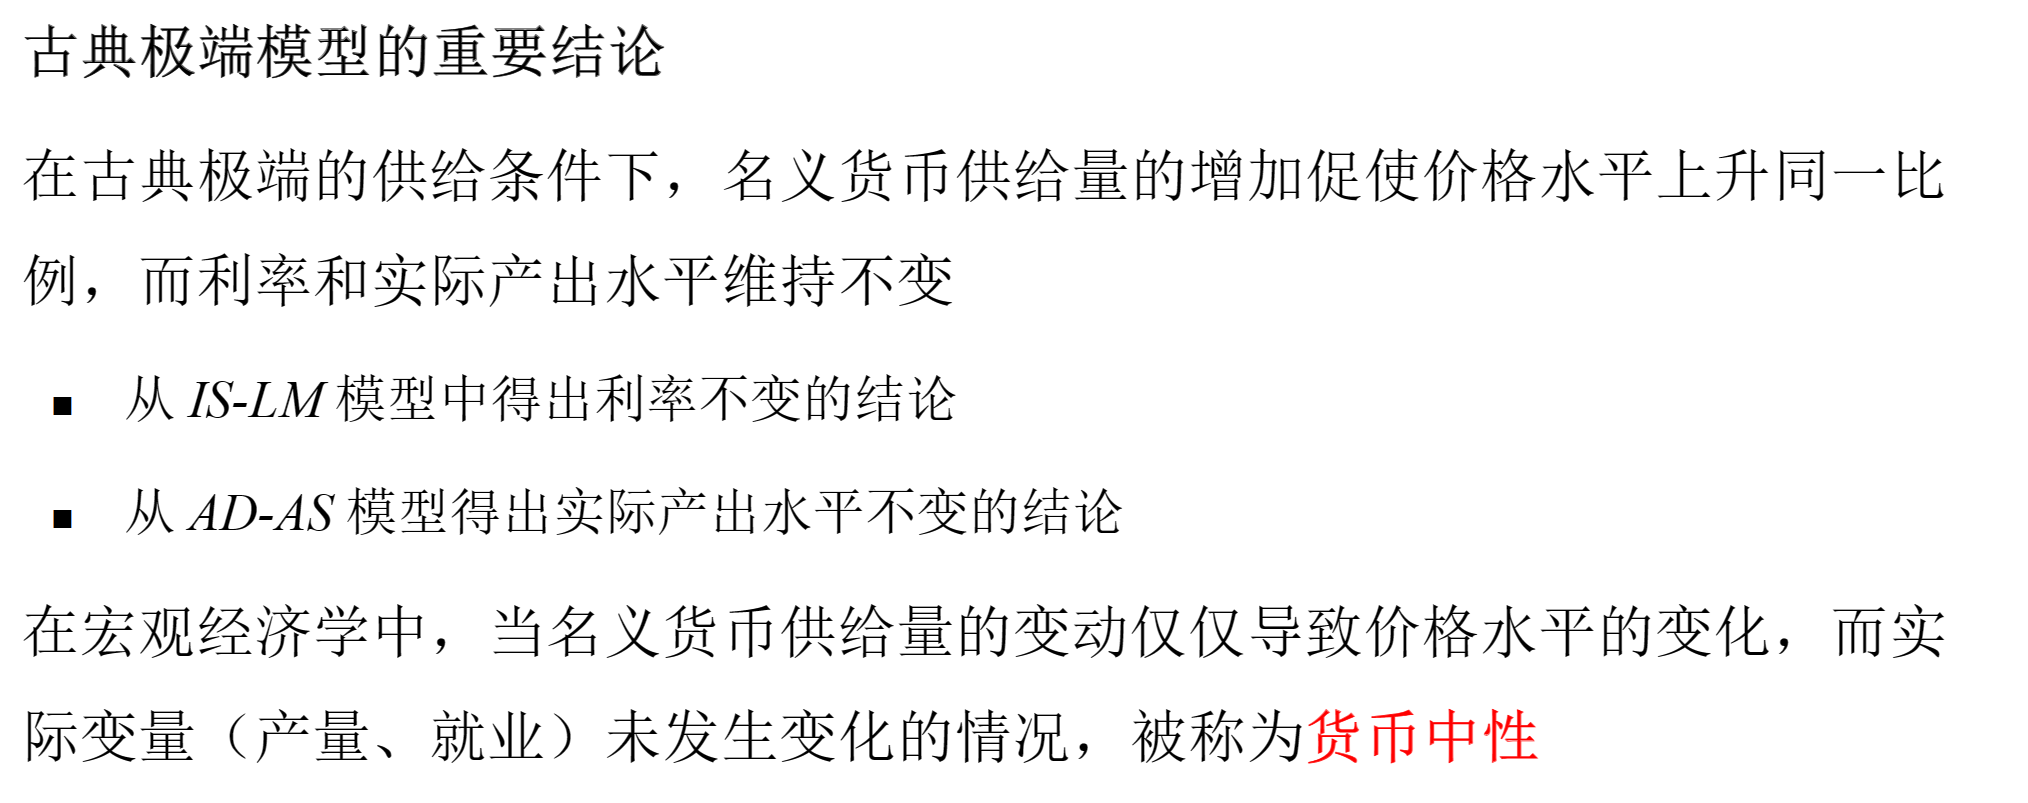 古典极端模型的重要结论
在古典极端的供给条件下，名义货币供给量的增加促使价格水平上升同一比
例，而利率和实际产出水平维持不变
▪ 从 IS-LM 模型中得出利率不变的结论
▪ 从 AD-AS 模型得出实际产出水平不变的结论
在宏观经济学中，当名义货币供给量的变动仅仅导致价格水平的变化，而实
际变量（产量、就业）未发生变化的情况，被称为货币中性